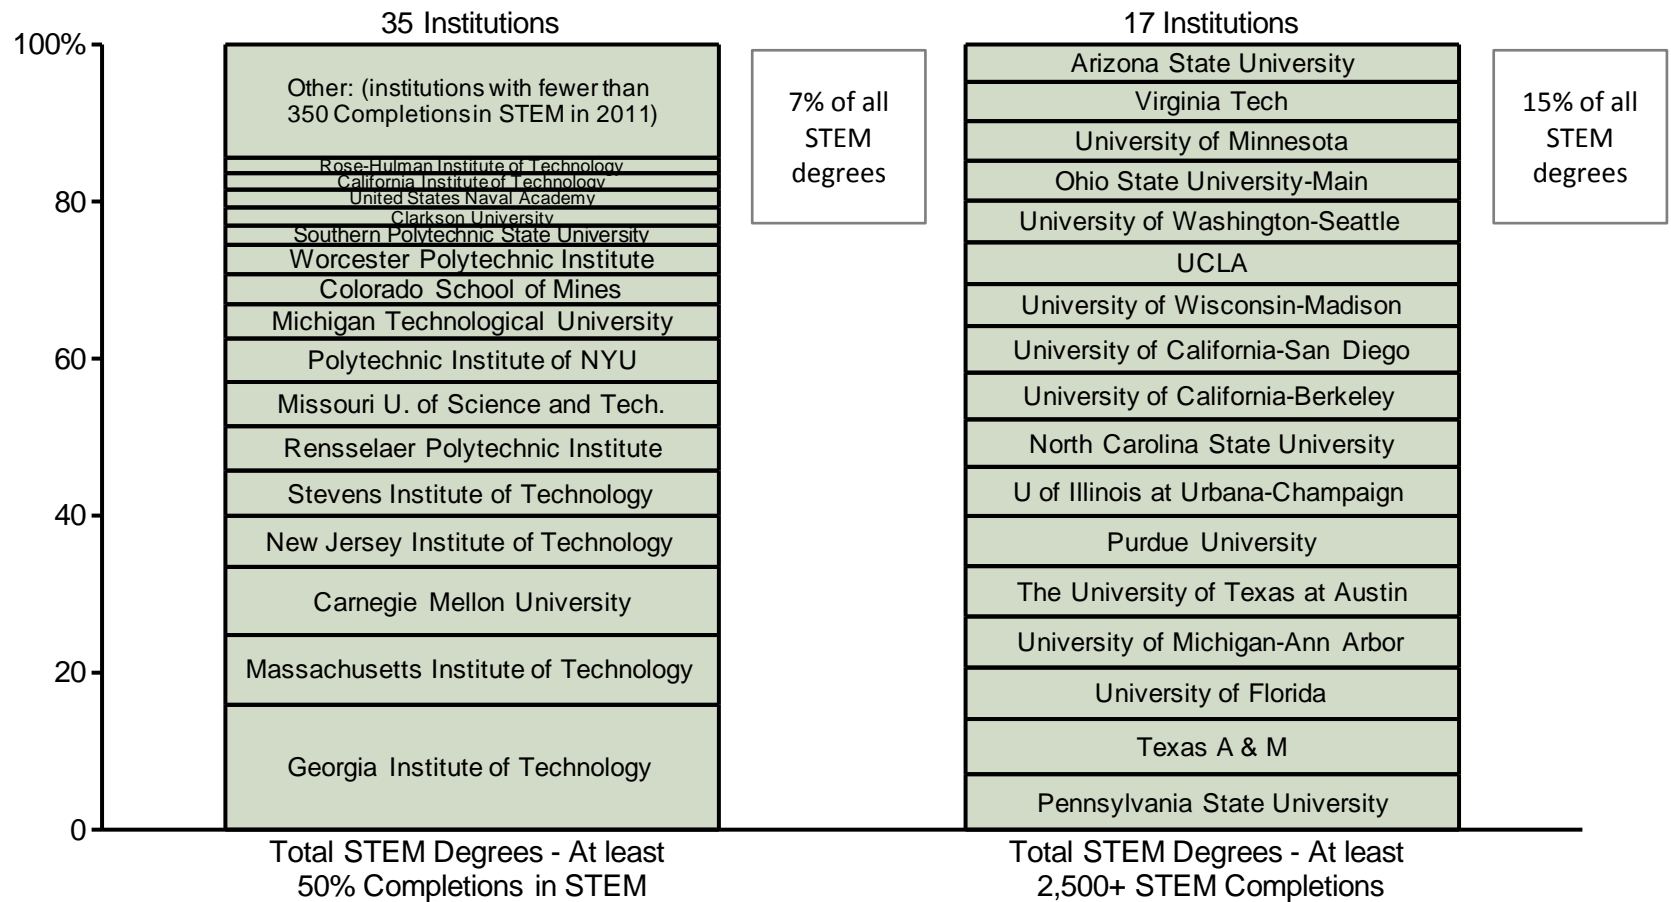 35 Institutions
17 Institutions
100%
80
60
40
20
0
Other: (institutions with fewer than
350 Completions in STEM in 2011)
Rose-Hulman Institute of Technology
California Institute of Technology
United States Naval Academy
Clarkson University
Southern Polytechnic State University
Worcester Polytechnic Institute
Colorado School of Mines
Michigan Technological University
Polytechnic Institute of NYU
Missouri U. of Science and Tech.
Rensselaer Polytechnic Institute
Stevens Institute of Technology
New Jersey Institute of Technology
Carnegie Mellon University
Massachusetts Institute of Technology
Georgia Institute of Technology
Total STEM Degrees - At least
50% Completions in STEM
7% of all
STEM
degrees
Arizona State University
Virginia Tech
University of Minnesota
Ohio State University-Main
University of Washington-Seattle
UCLA
University of Wisconsin-Madison
University of California-San Diego
University of California-Berkeley
North Carolina State University
U of Illinois at Urbana-Champaign
Purdue University
The University of Texas at Austin
University of Michigan-Ann Arbor
University of Florida
Texas A & M
Pennsylvania State University
Total STEM Degrees - At least
2,500+ STEM Completions
15% of all
STEM
degrees